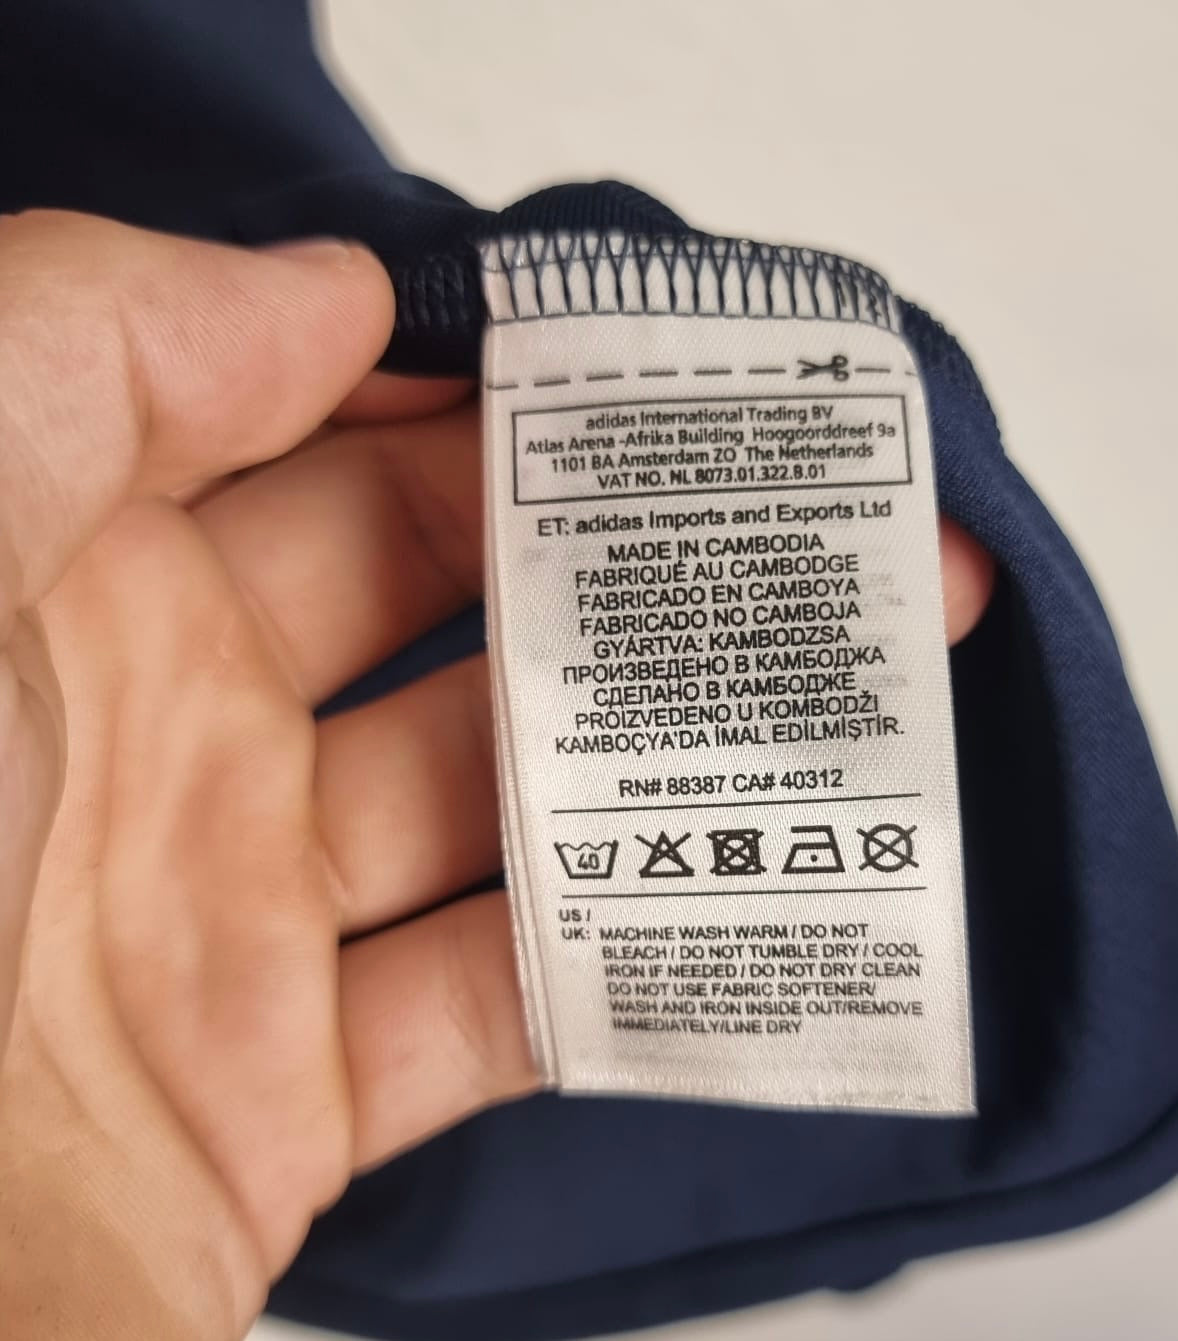 adidas International Trading BV
Atlas Arena -Afrika Building Hoogoorddreef 9a
1101 BA Amsterdam ZO The Netherlands
VAT NO. NL 8073.01.322.B.01
ET: adidas Imports and Exports Ltd
MADE IN CAMBODIA
FABRIQUÉ AU CAMBODGE
FABRICADO EN CAMBOYA
FABRICADO NO CAMBOJA
GYÁRTVA: KAMBODZSA
ПРОИЗВЕДЕНО В КАМБОДЖА
СДЕЛАНО В КАМБОДЖЕ
PROIZVEDENO U KOMBODŽI
KAMBOÇYA'DA İMAL EDİLMİŞTİR.
RN# 88387 CA# 40312
40
US /
UK: MACHINE WASH WARM / DO NOT
BLEACH / DO NOT TUMBLE DRY / COOL
IRON IF NEEDED / DO NOT DRY CLEAN
DO NOT USE FABRIC SOFTENER/
WASH AND IRON INSIDE OUT/REMOVE
IMMEDIATELY/LINE DRY